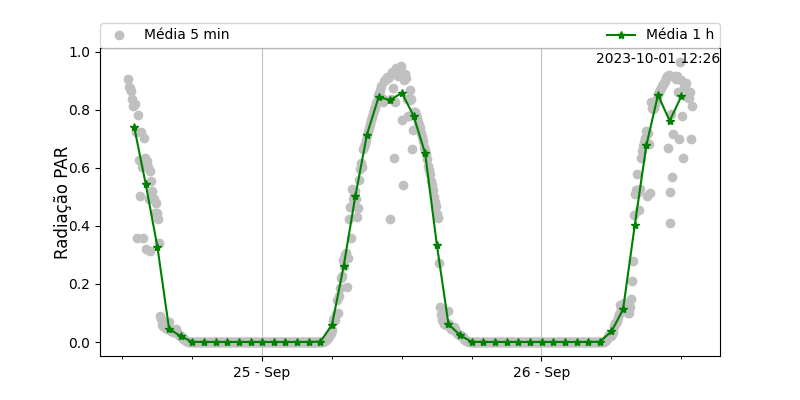 Média 5 min
Média 1 h
2023-10-01 12:26
Radiação PAR
1.0
0.8
0.6
0.4
0.2
0.0
25 - Sep
26 - Sep